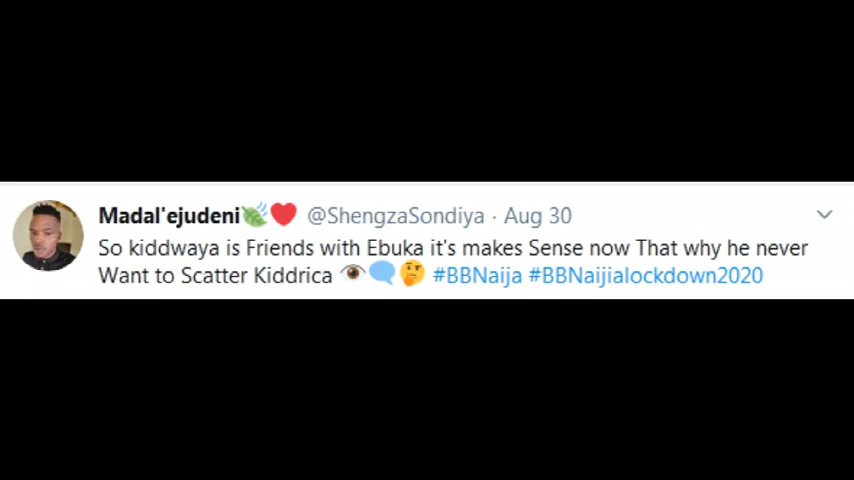 Madal'ejudeni🍃❤️ @ShengzaSondiya · Aug 30
So kiddwaya is Friends with Ebuka it's makes Sense now That why he never
Want to Scatter Kiddrica 👁️🗨️🤔 #BBNaija #BBNaijialockdown2020